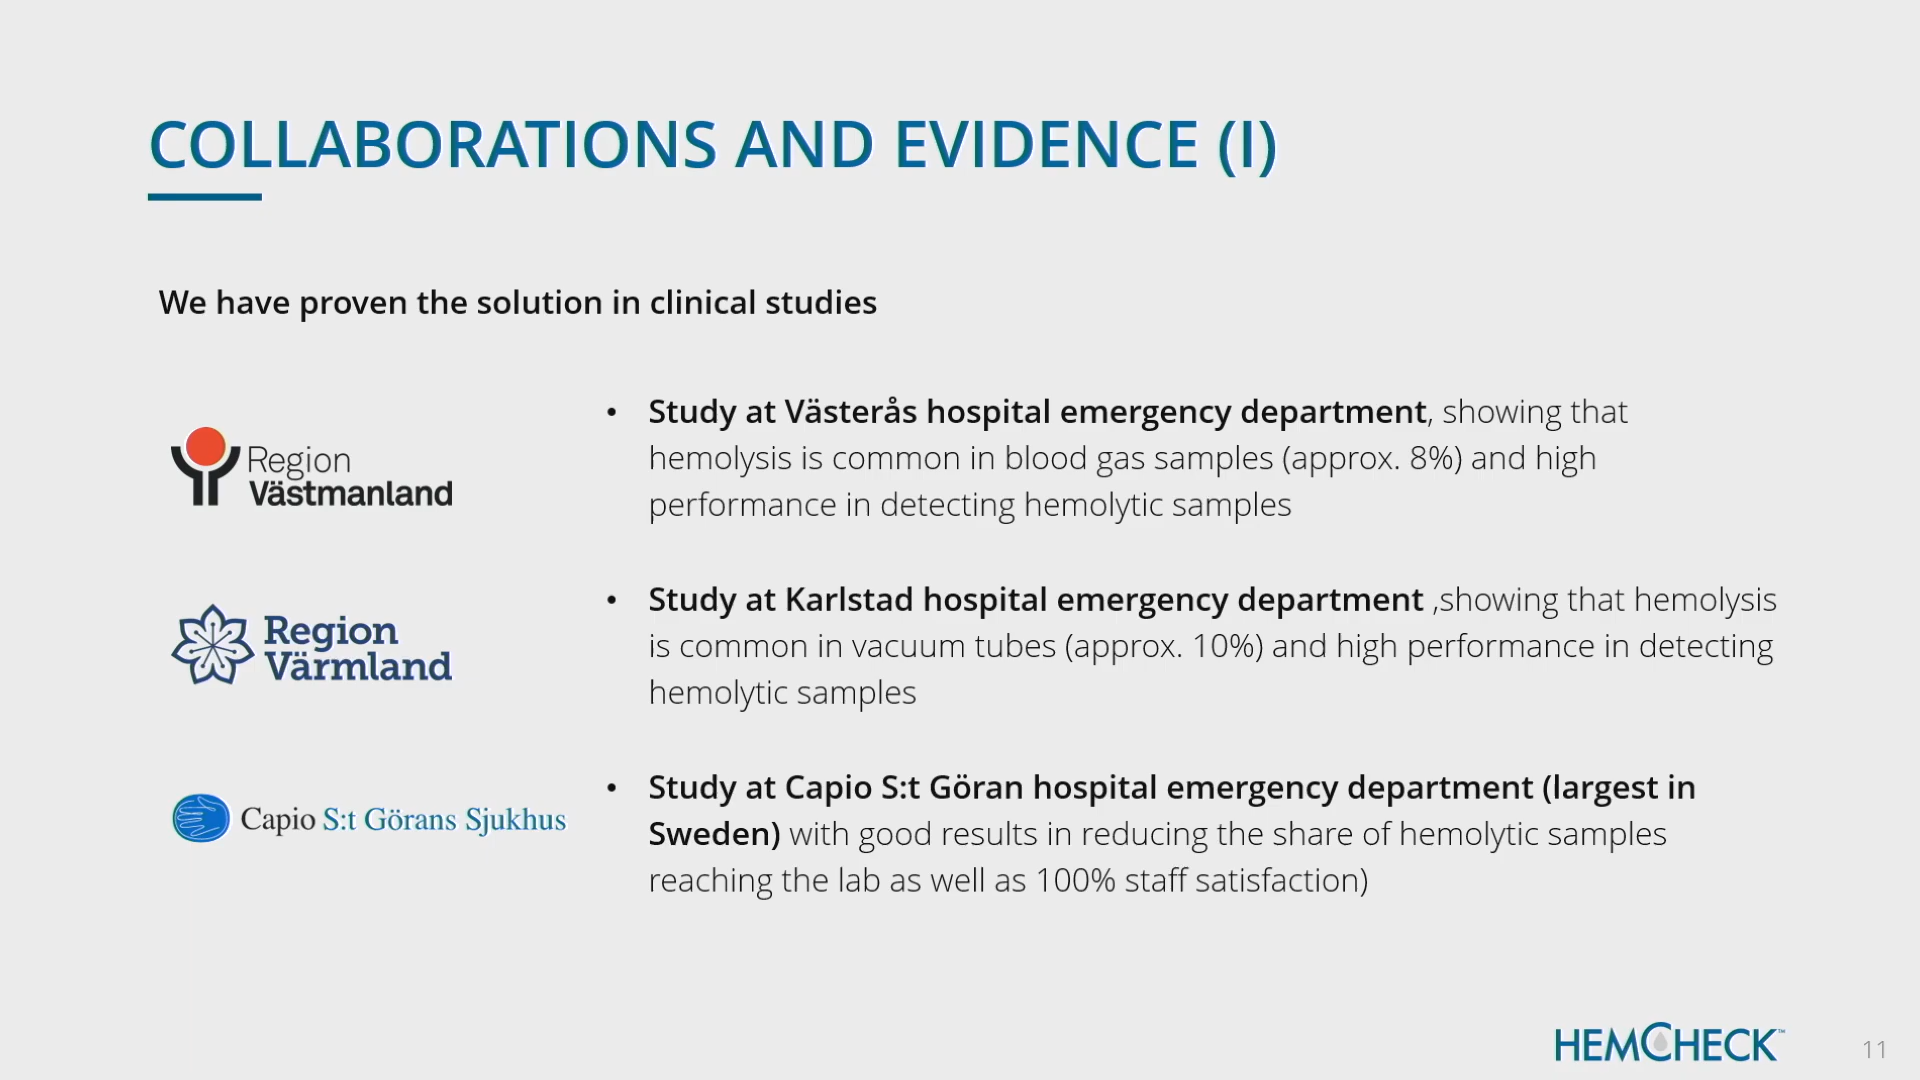 COLLABORATIONS AND EVIDENCE (I)
We have proven the solution in clinical studies
Region
Västmanland
• Study at Västerås hospital emergency department, showing that
hemolysis is common in blood gas samples (approx. 8%) and high
performance in detecting hemolytic samples
Region
Värmland
• Study at Karlstad hospital emergency department ,showing that hemolysis
is common in vacuum tubes (approx. 10%) and high performance in detecting
hemolytic samples
Capio S:t Görans Sjukhus
• Study at Capio S:t Göran hospital emergency department (largest in
Sweden) with good results in reducing the share of hemolytic samples
reaching the lab as well as 100% staff satisfaction)
HEMCHECK™
11